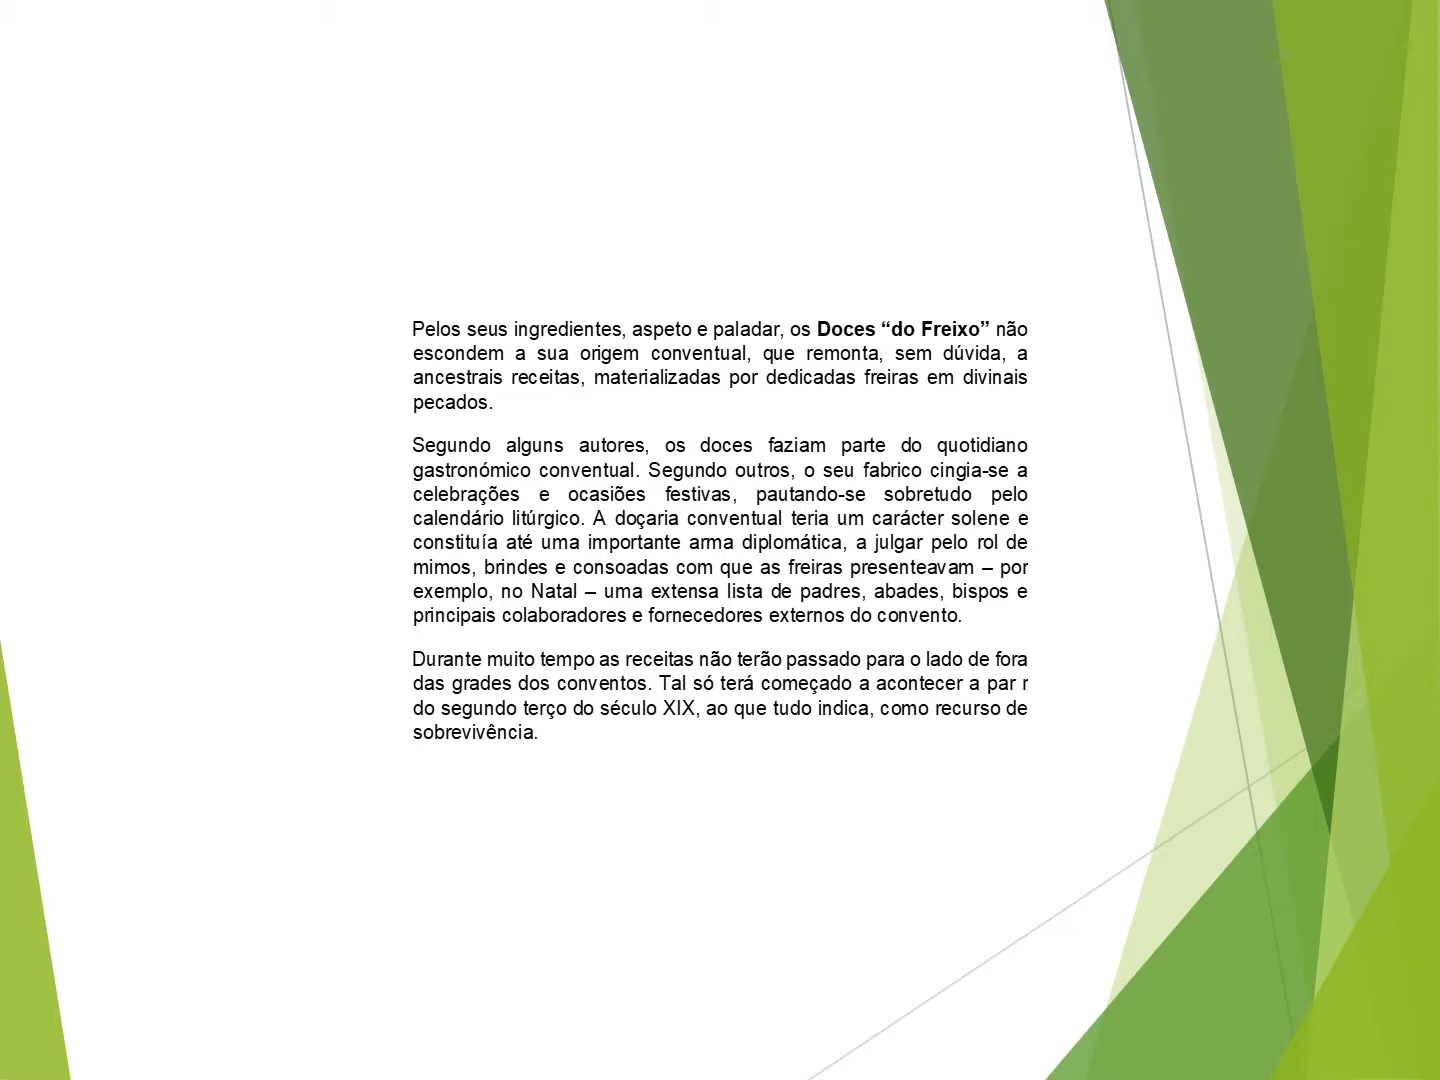 Pelos seus ingredientes, aspeto e paladar, os Doces “do Freixo” não
escondem a sua origem conventual, que remonta, sem dúvida, a
ancestrais receitas, materializadas por dedicadas freiras em divinais
pecados.
Segundo alguns autores, os doces faziam parte do quotidiano
gastronómico conventual. Segundo outros, o seu fabrico cingia-se a
celebrações e ocasiões festivas, pautando-se sobretudo pelo
calendário litúrgico. A doçaria conventual teria um carácter solene e
constituía até uma importante arma diplomática, a julgar pelo rol de
mimos, brindes e consoadas com que as freiras presenteavam – por
exemplo, no Natal – uma extensa lista de padres, abades, bispos e
principais colaboradores e fornecedores externos do convento.
Durante muito tempo as receitas não terão passado para o lado de fora
das grades dos conventos. Tal só terá começado a acontecer a par r
do segundo terço do século XIX, ao que tudo indica, como recurso de
sobrevivência.